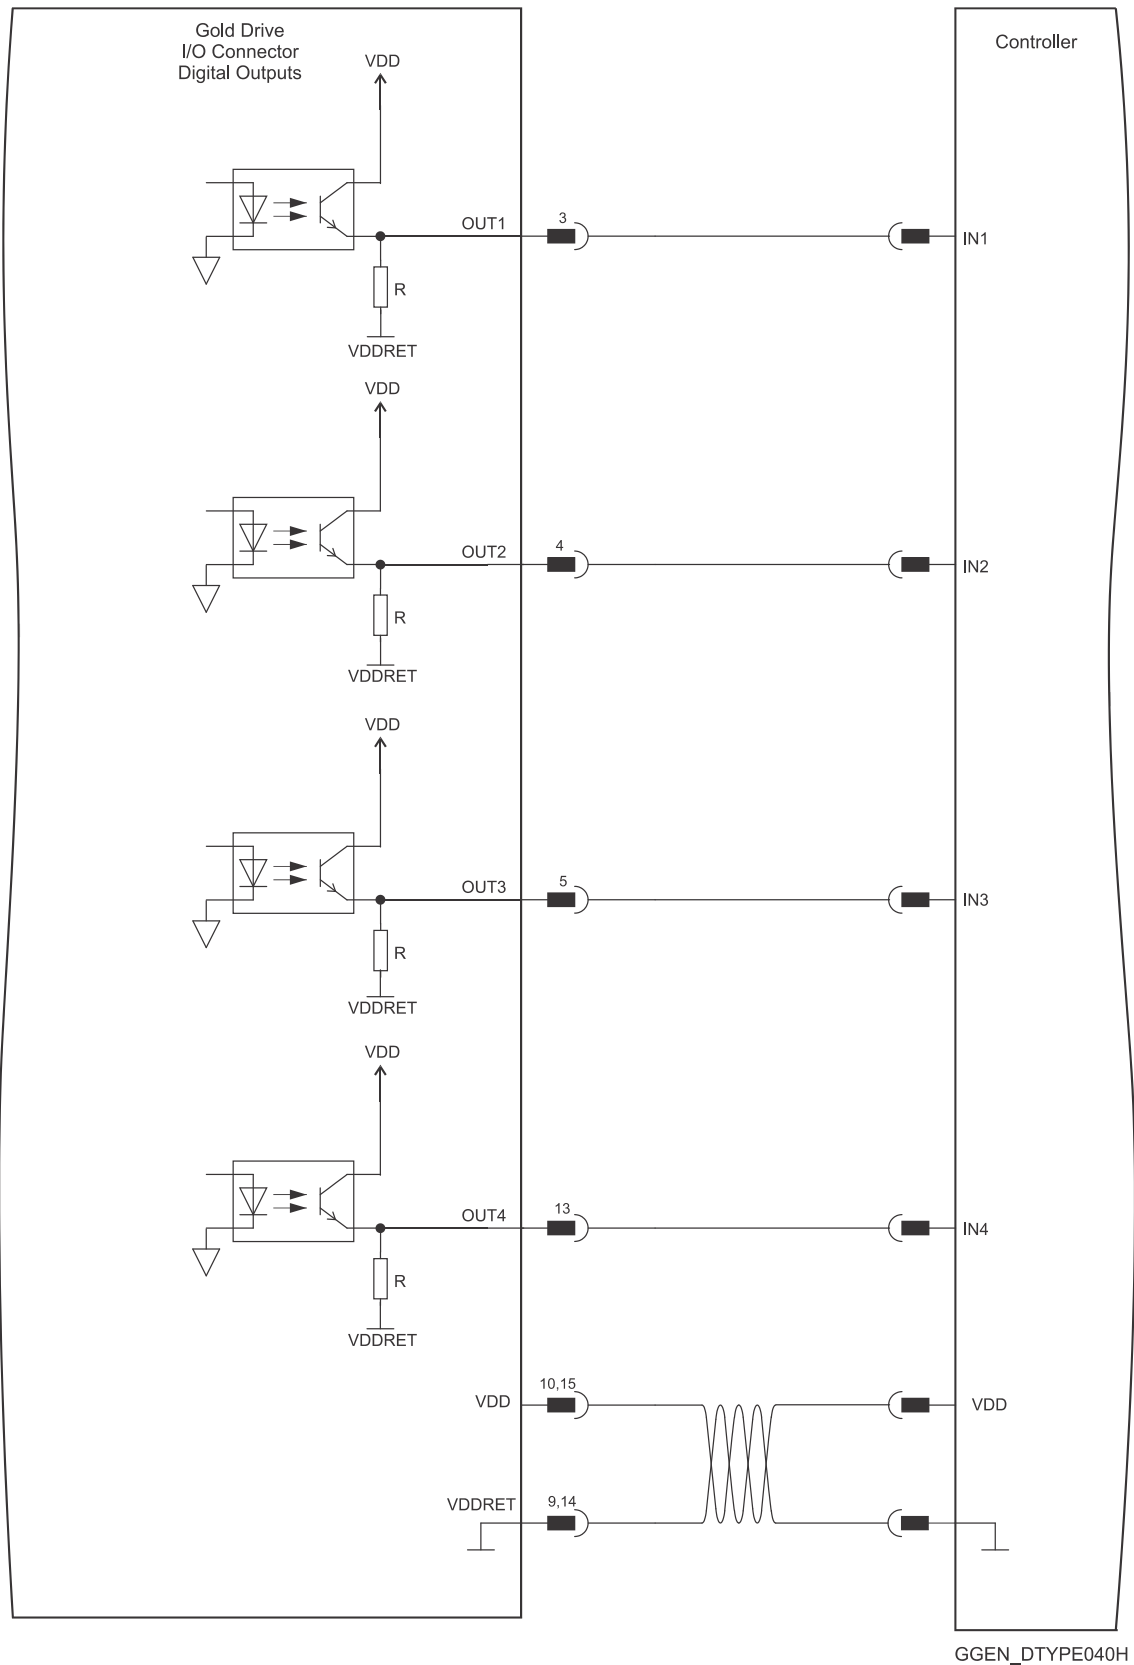 Gold Drive
I/O Connector
Digital Outputs
Controller
VDD
OUT1
3
IN1
R
VDDRET
VDD
OUT2
4
IN2
R
VDDRET
VDD
OUT3
5
IN3
R
VDDRET
VDD
OUT4
13
IN4
R
VDDRET
VDD
10,15
VDD
VDDRET
9,14
GGEN_DTYPE040H